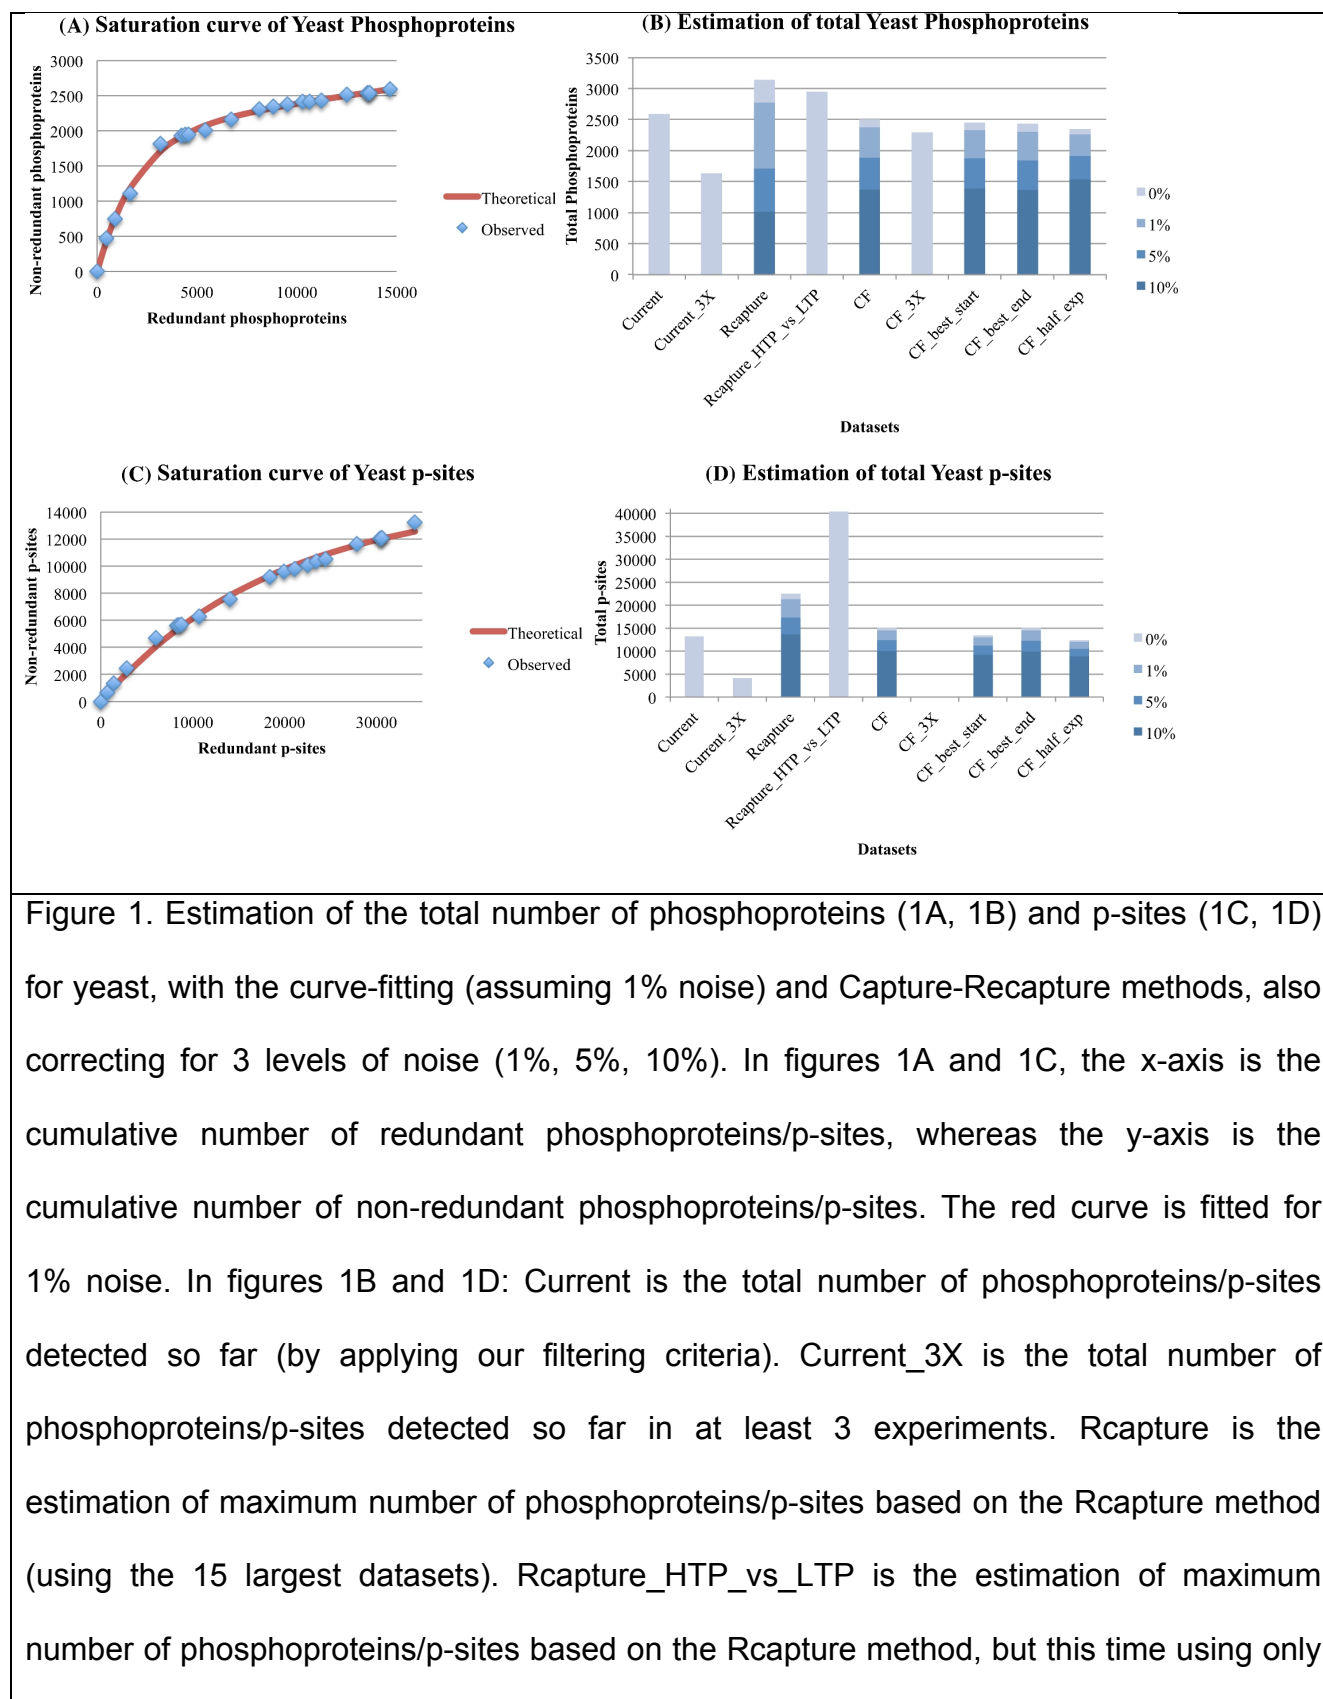 (A) Saturation curve of Yeast Phosphoproteins
Non-redundant phosphoproteins
3000
2500
2000
1500
1000
500
0
0 5000 10000 15000
Redundant phosphoproteins
Theoretical
Observed
(B) Estimation of total Yeast Phosphoproteins
Total Phosphoproteins
3500
3000
2500
2000
1500
1000
500
0
Current
Current_3X
Rcapture
Rcapture_HTP_vs_LTP
CF
CF_3X
CF_best_start
CF_best_end
CF_half_exp
Datasets
0%
1%
5%
10%
(C) Saturation curve of Yeast p-sites
Non-redundant p-sites
14000
12000
10000
8000
6000
4000
2000
0
0 10000 20000 30000
Redundant p-sites
Theoretical
Observed
(D) Estimation of total Yeast p-sites
Total p-sites
40000
35000
30000
25000
20000
15000
10000
5000
0
Current
Current_3X
Rcapture
Rcapture_HTP_vs_LTP
CF
CF_3X
CF_best_start
CF_best_end
CF_half_exp
Datasets
0%
1%
5%
10%
Figure 1. Estimation of the total number of phosphoproteins (1A, 1B) and p-sites (1C, 1D)
for yeast, with the curve-fitting (assuming 1% noise) and Capture-Recapture methods, also
correcting for 3 levels of noise (1%, 5%, 10%). In figures 1A and 1C, the x-axis is the
cumulative number of redundant phosphoproteins/p-sites, whereas the y-axis is the
cumulative number of non-redundant phosphoproteins/p-sites. The red curve is fitted for
1% noise. In figures 1B and 1D: Current is the total number of phosphoproteins/p-sites
detected so far (by applying our filtering criteria). Current_3X is the total number of
phosphoproteins/p-sites detected so far in at least 3 experiments. Rcapture is the
estimation of maximum number of phosphoproteins/p-sites based on the Rcapture method
(using the 15 largest datasets). Rcapture_HTP_vs_LTP is the estimation of maximum
number of phosphoproteins/p-sites based on the Rcapture method, but this time using only